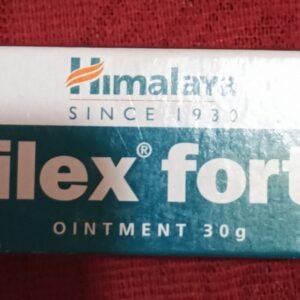 Himalaya
SINCE 1930
ilex® fort
OINTMENT 30g